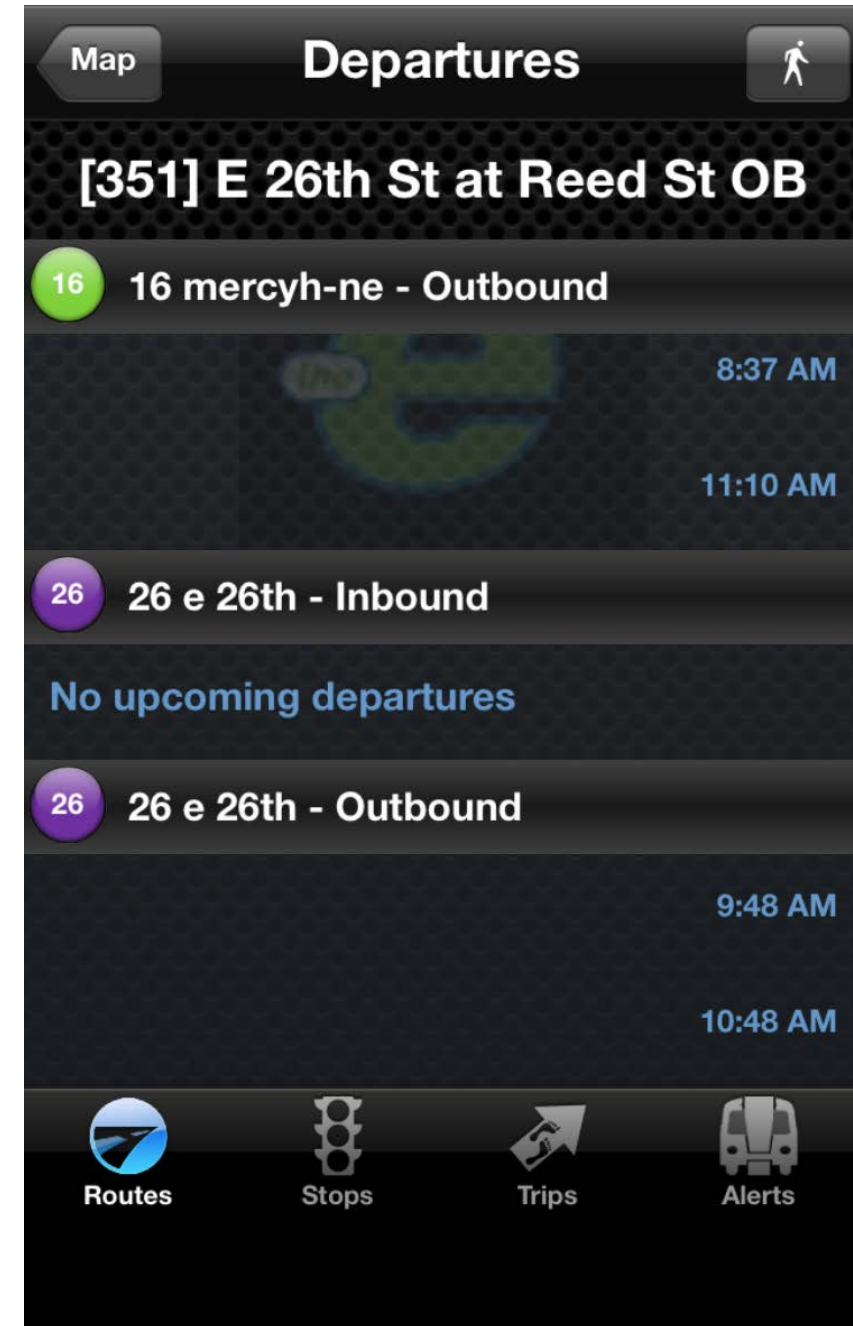 Map
Departures
[351] E 26th St at Reed St OB
16
16 mercyh-ne - Outbound
the
e
8:37 AM
11:10 AM
26
26 e 26th - Inbound
No upcoming departures
26
26 e 26th - Outbound
9:48 AM
10:48 AM
Routes
Stops
Trips
Alerts